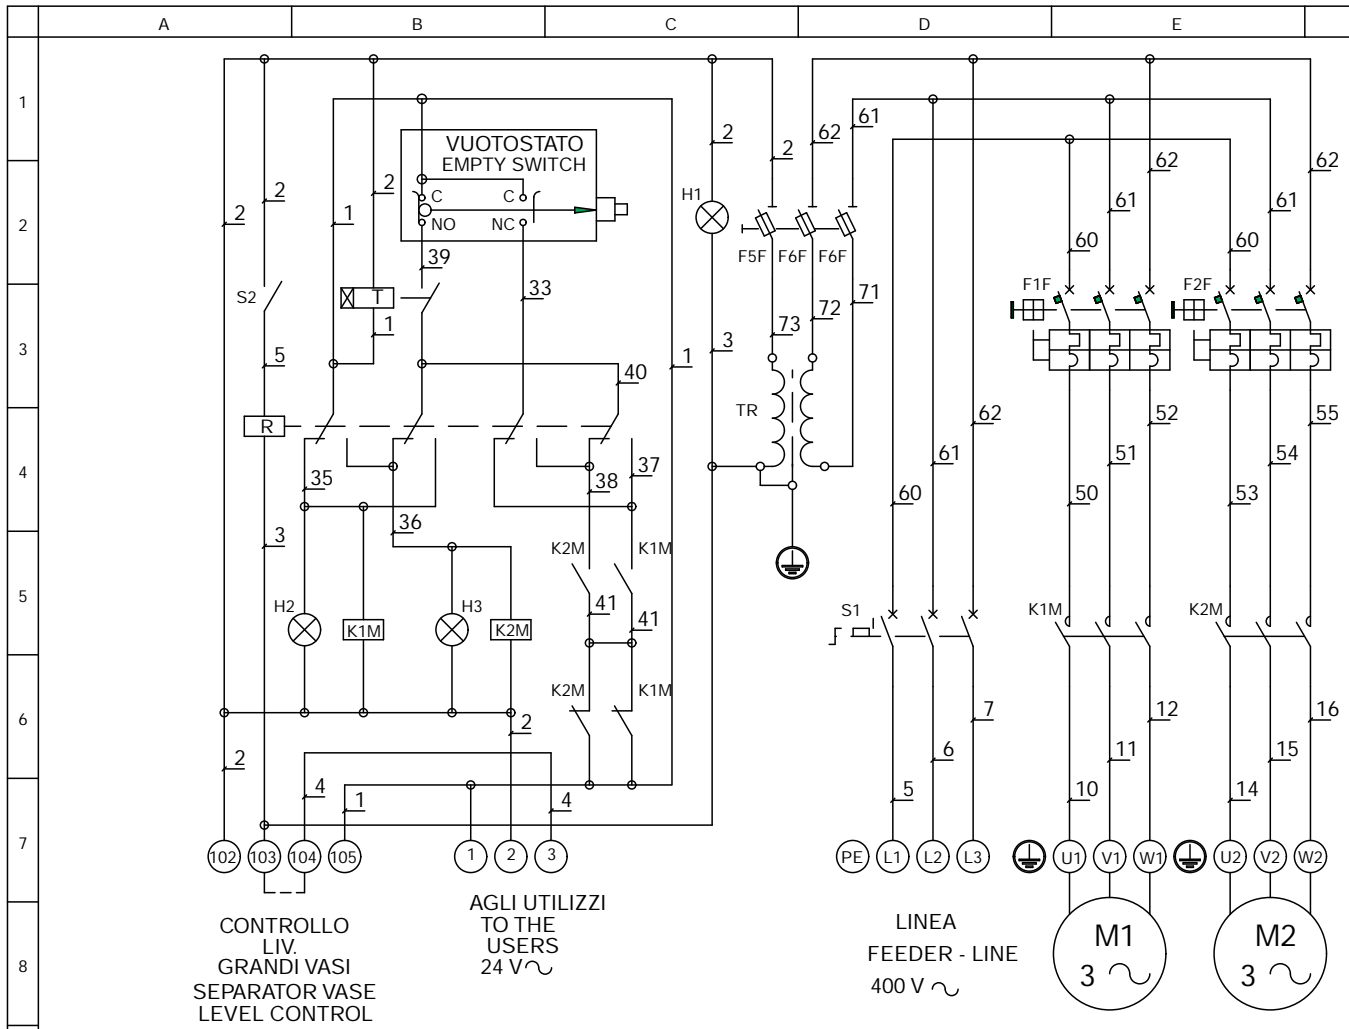 A B C D E
1
2
3
4
5
6
7
8
VUOTOSTATO
EMPTY SWITCH
C C
NO NC
2 2 2 1 39 33
2 2 62 61
H1
F5F F6F F6F
73 72 71
S2
T
1
5
3
1
40
R
TR
35 36 38 37
3
H2 K1M H3 K2M
K2M K1M
41 41
K2M K1M
2
2
4 1 4
102 103 104 105 1 2 3
CONTROLLO
LIV.
GRANDI VASI
SEPARATOR VASE
LEVEL CONTROL
AGLI UTILIZZI
TO THE
USERS
24 V
60 61 62
S1
5 6 7
PE L1 L2 L3
LINEA
FEEDER - LINE
400 V
60 61 62
F1F
50 51 52
K1M
10 11 12
U1 V1 W1
M1
3
60 61 62
F2F
53 54 55
K2M
14 15 16
U2 V2 W2
M2
3